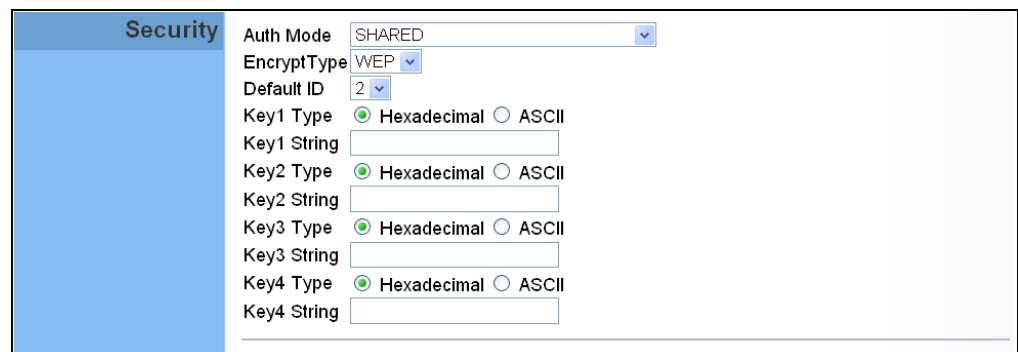 Security
Auth Mode SHARED
EncryptType WEP
Default ID 2
Key1 Type Hexadecimal ASCII
Key1 String
Key2 Type Hexadecimal ASCII
Key2 String
Key3 Type Hexadecimal ASCII
Key3 String
Key4 Type Hexadecimal ASCII
Key4 String